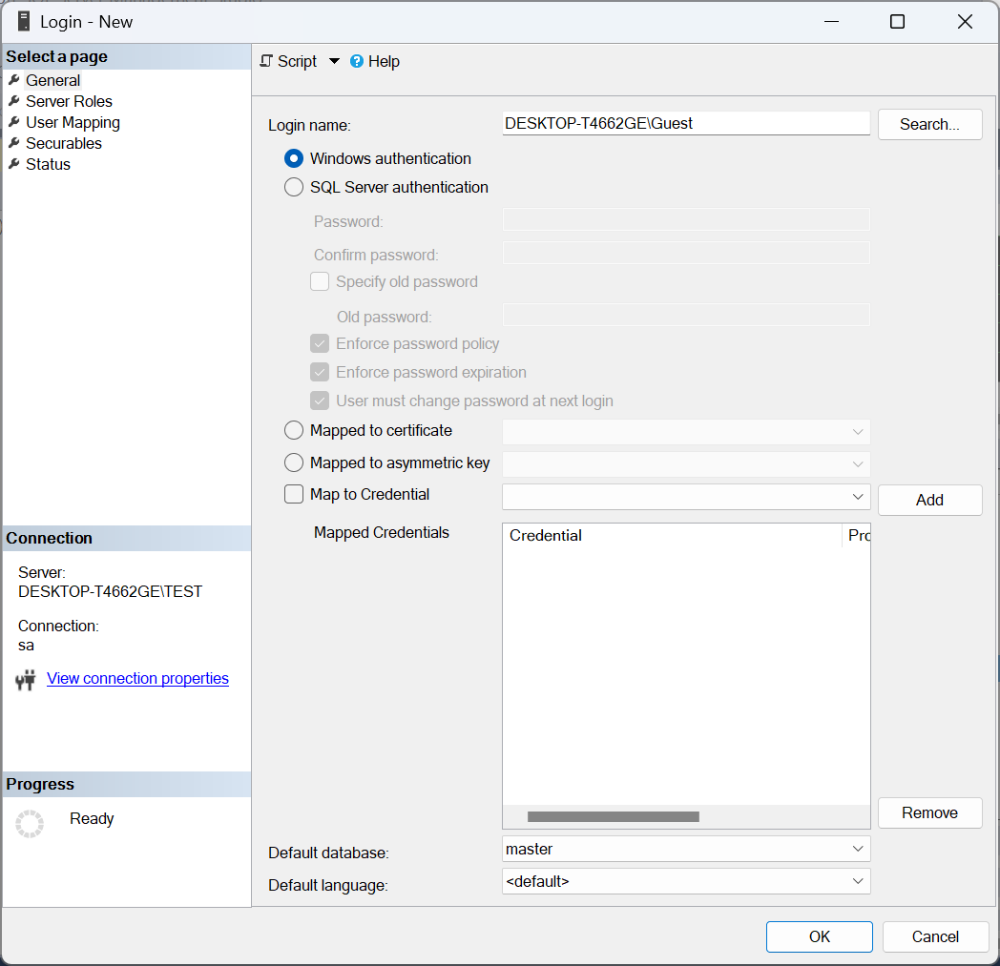 Login - New
Select a page
General
Server Roles
User Mapping
Securables
Status
Connection
Server:
DESKTOP-T4662GE\TEST
Connection:
sa
View connection properties
Progress
Ready
Script
? Help
Login name:
DESKTOP-T4662GE\Guest
Search...
Windows authentication
SQL Server authentication
Password:
Confirm password:
Specify old password
Old password:
Enforce password policy
Enforce password expiration
User must change password at next login
Mapped to certificate
Mapped to asymmetric key
Map to Credential
Add
Mapped Credentials
Credential
Pro
Remove
Default database:
master
Default language:
<default>
OK
Cancel